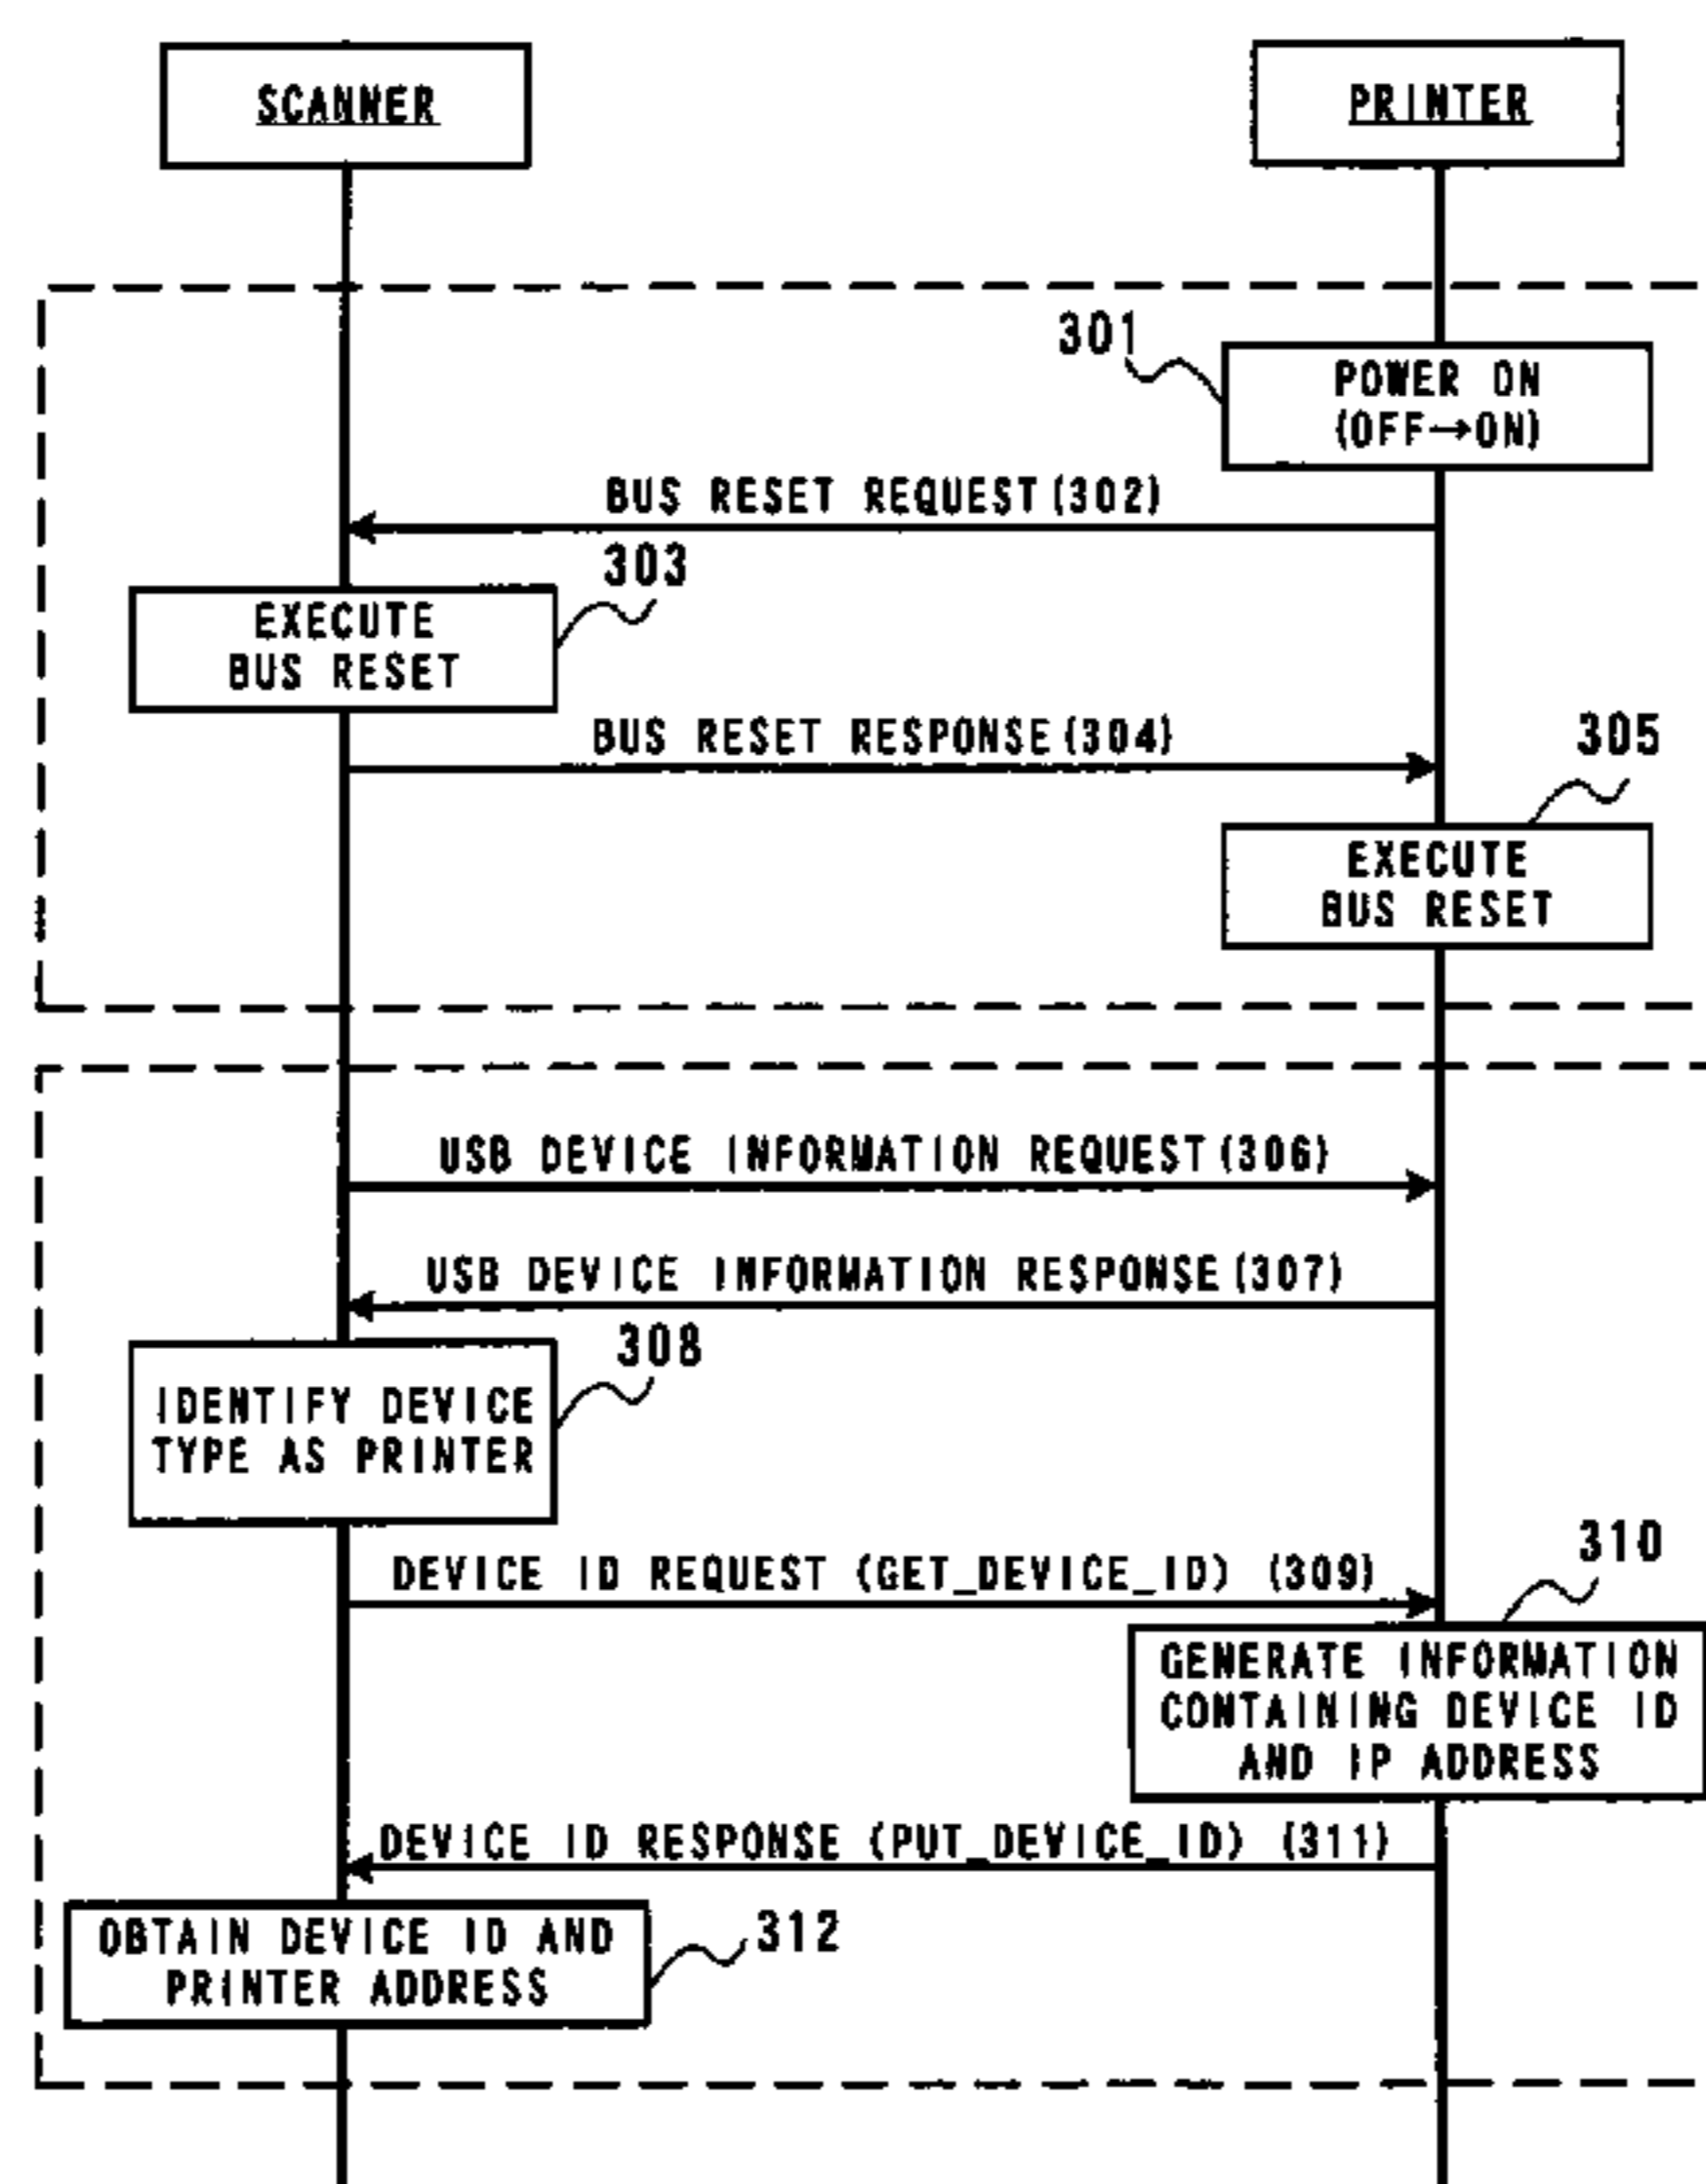 SCANNER
PRINTER
301
POWER ON
(OFF→ON)
BUS RESET REQUEST(302)
303
EXECUTE
BUS RESET
BUS RESET RESPONSE(304)
305
EXECUTE
BUS RESET
USB DEVICE INFORMATION REQUEST(306)
USB DEVICE INFORMATION RESPONSE(307)
308
IDENTIFY DEVICE
TYPE AS PRINTER
DEVICE ID REQUEST (GET_DEVICE_ID) (309)
310
GENERATE INFORMATION
CONTAINING DEVICE ID
AND IP ADDRESS
DEVICE ID RESPONSE (PUT_DEVICE_ID) (311)
OBTAIN DEVICE ID AND
PRINTER ADDRESS
312